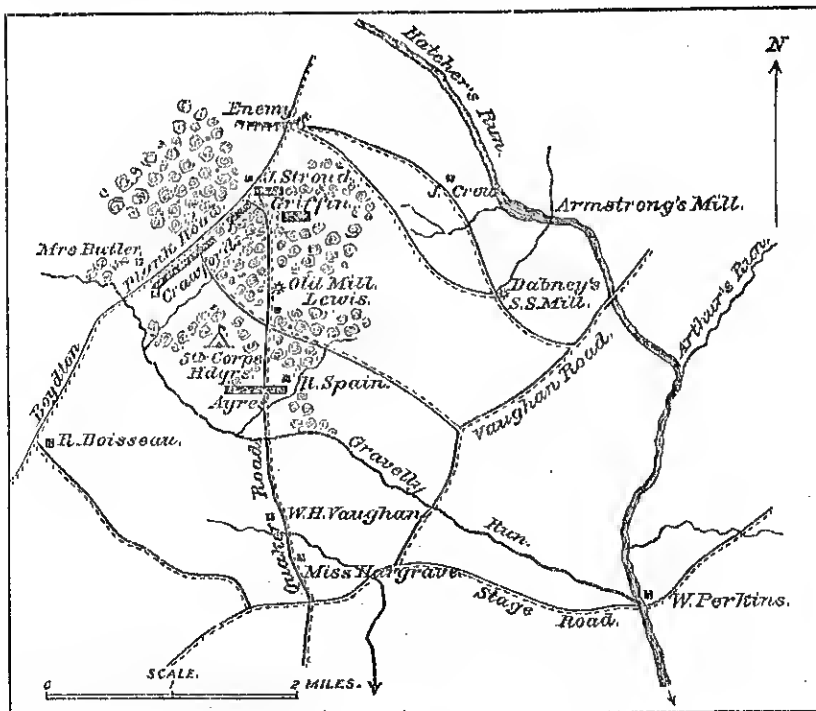 N
Hatcher's Run.
Enemy
J. Stroud
Griffin
J. Crow
Armstrong's Mill.
Mrs Butler
Plank Road
Crawford
Old Mill
Lewis.
Dabney's
S.S. Mill.
Arthur's Run.
5th Corps
Hdqrs.
R. Spain.
Ayre
Vaughan Road.
Boydton
R. Boisseau.
Gravelly
Run.
Quaker Road
W.H. Vaughan
Miss Hargrave
Stage
Road.
W. Perkins.
SCALE.
0 1 2 MILES.